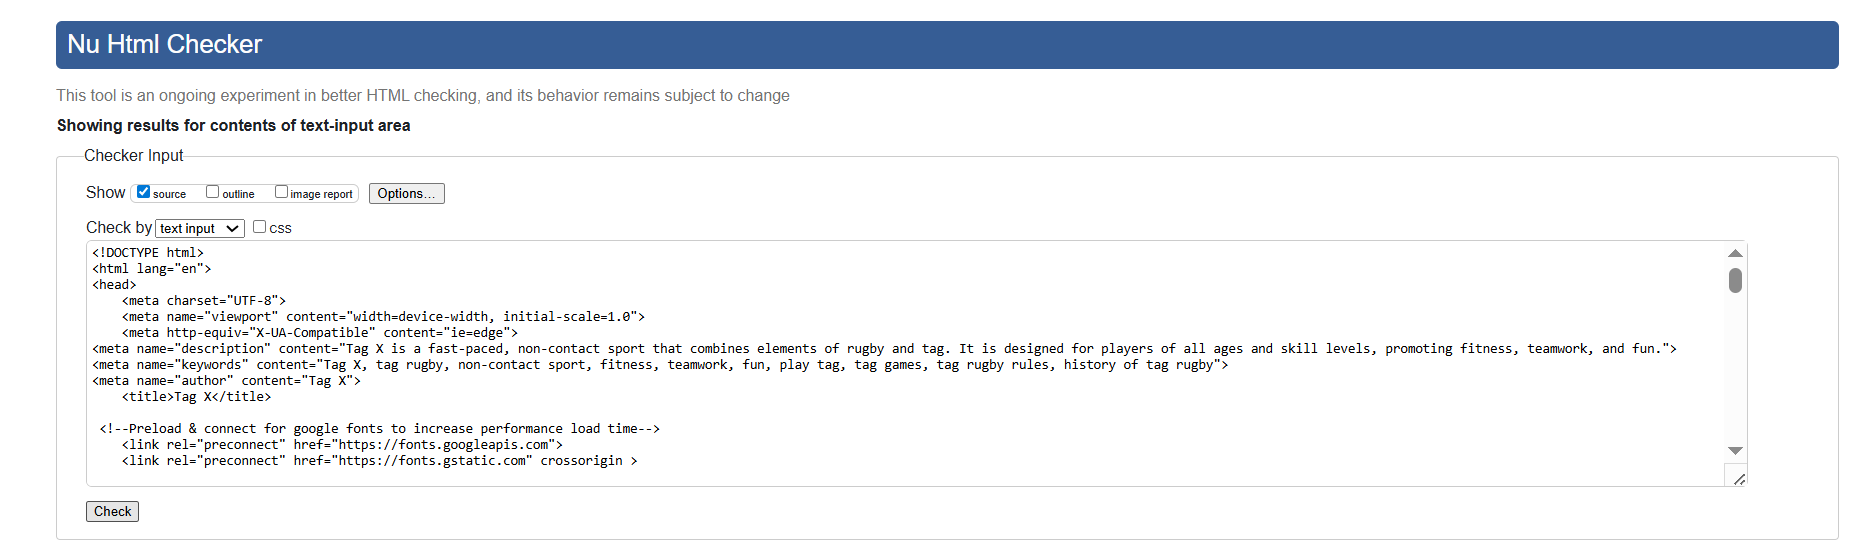 Nu Html Checker
This tool is an ongoing experiment in better HTML checking, and its behavior remains subject to change
Showing results for contents of text-input area
Checker Input
Show source outline image report Options...
Check by text input css
<!DOCTYPE html>
<html lang="en">
<head>
    <meta charset="UTF-8">
    <meta name="viewport" content="width=device-width, initial-scale=1.0">
    <meta http-equiv="X-UA-Compatible" content="ie=edge">
<meta name="description" content="Tag X is a fast-paced, non-contact sport that combines elements of rugby and tag. It is designed for players of all ages and skill levels, promoting fitness, teamwork, and fun.">
<meta name="keywords" content="Tag X, tag rugby, non-contact sport, fitness, teamwork, fun, play tag, tag games, tag rugby rules, history of tag rugby">
<meta name="author" content="Tag X">
    <title>Tag X</title>
 <!--Preload & connect for google fonts to increase performance load time-->
    <link rel="preconnect" href="https://fonts.googleapis.com">
    <link rel="preconnect" href="https://fonts.gstatic.com" crossorigin >
Check